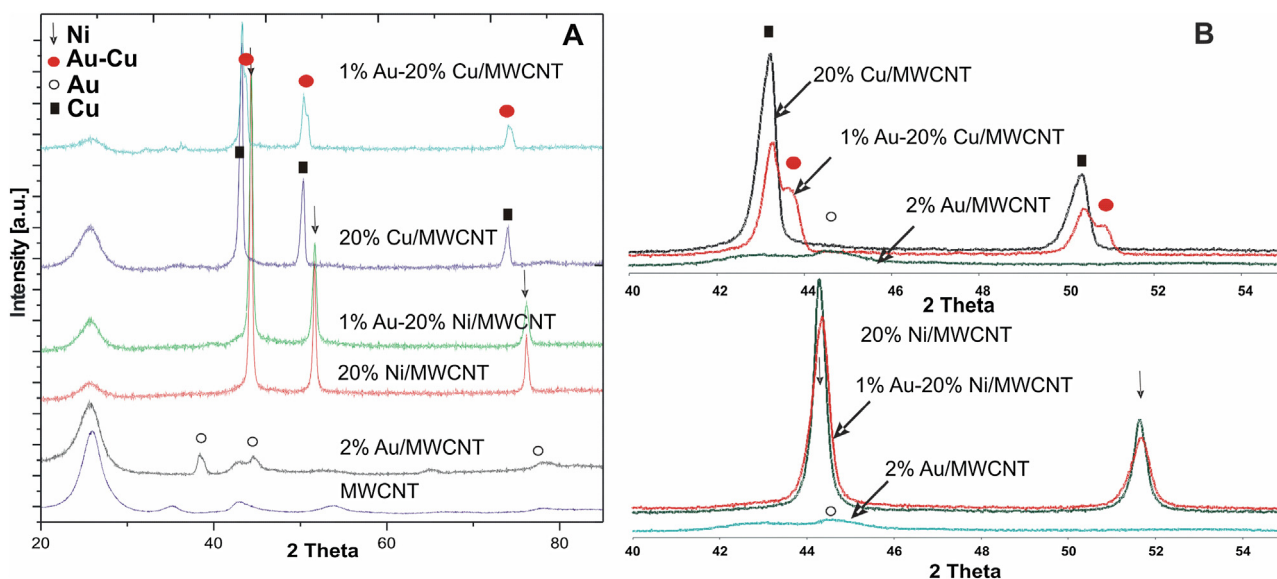 A
Ni
Au-Cu
Au
Cu
1% Au-20% Cu/MWCNT
20% Cu/MWCNT
1% Au-20% Ni/MWCNT
20% Ni/MWCNT
2% Au/MWCNT
MWCNT
Intensity [a.u.]
20 40 60 80
2 Theta
B
20% Cu/MWCNT
1% Au-20% Cu/MWCNT
2% Au/MWCNT
40 42 44 46 48 50 52 54
2 Theta
20% Ni/MWCNT
1% Au-20% Ni/MWCNT
2% Au/MWCNT
40 42 44 46 48 50 52 54
2 Theta